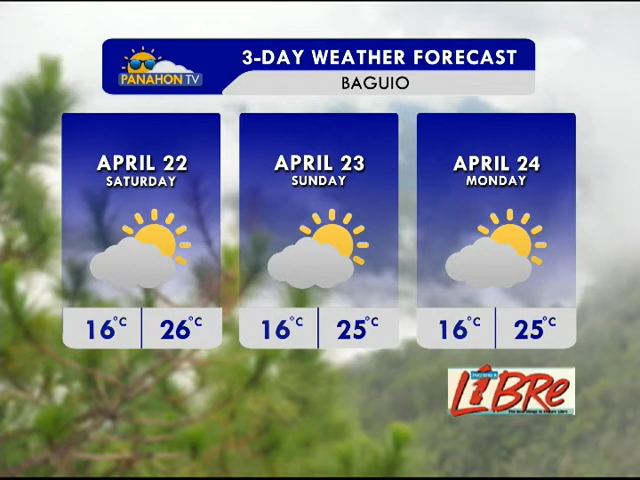 PANAHON TV
3-DAY WEATHER FORECAST
BAGUIO
APRIL 22
SATURDAY
16°C
26°C
APRIL 23
SUNDAY
16°C
25°C
APRIL 24
MONDAY
16°C
25°C
LiBRe